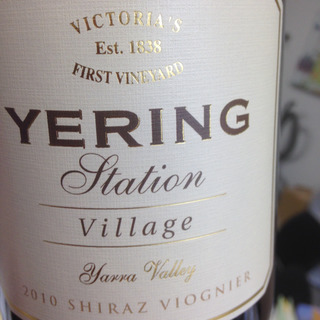 VICTORIA'S
Est. 1838
FIRST VINEYARD
YERING
Station
Village
Yarra Valley
2010 SHIRAZ VIOGNIER